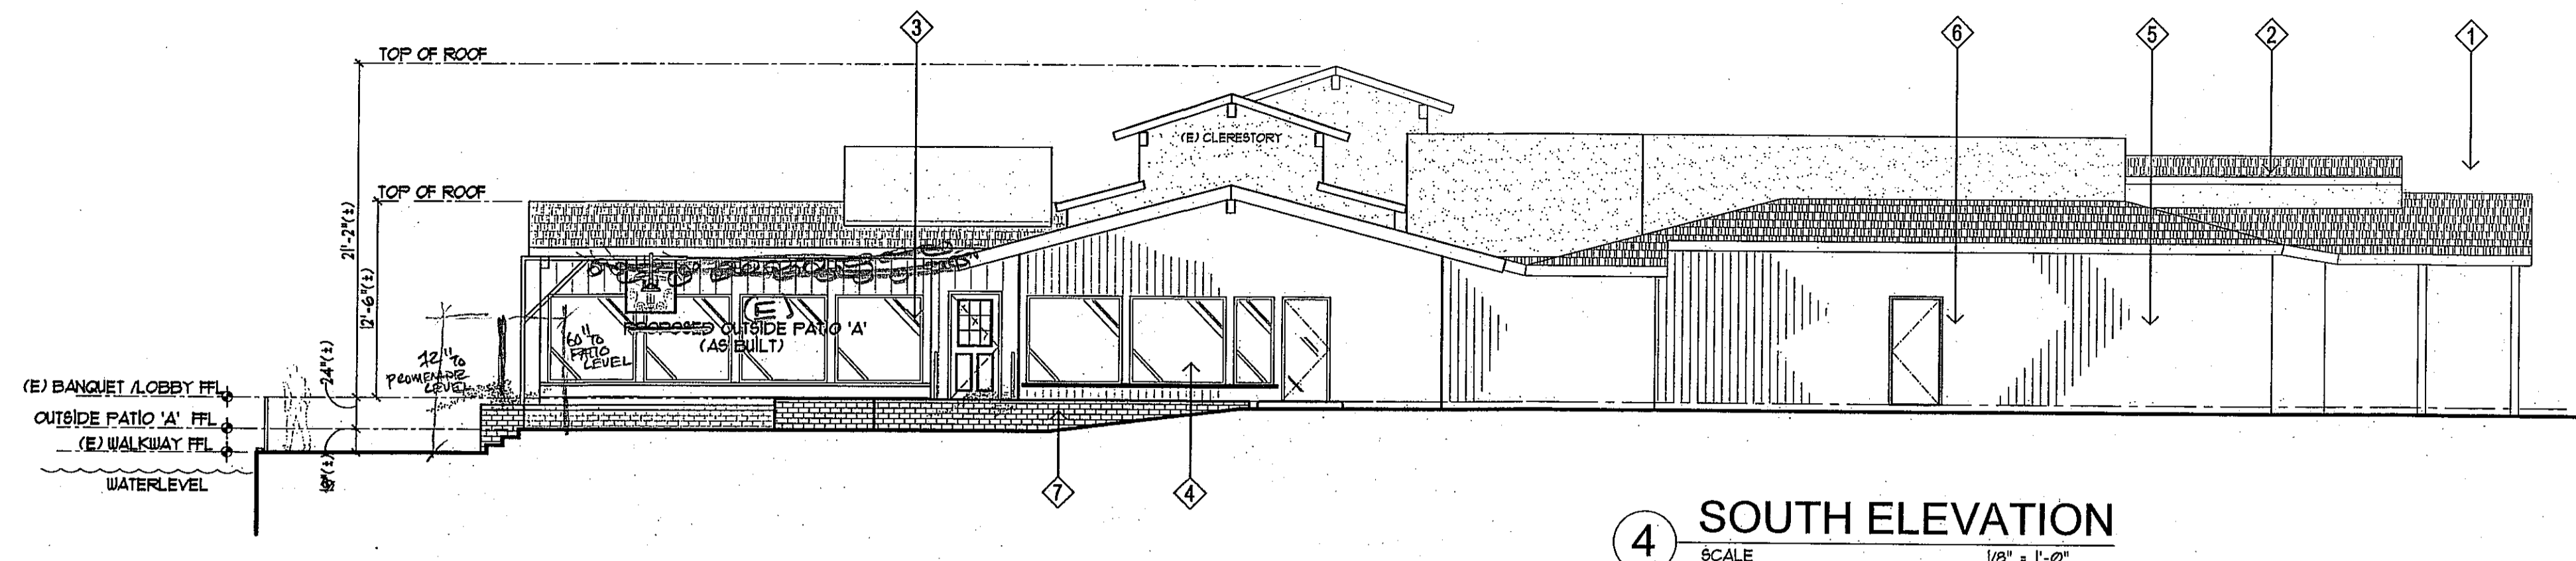 3
6
5
2
1
TOP OF ROOF
(E) CLERESTORY
TOP OF ROOF
21'-2"(±)
12'-6"(±)
(E)
PROPOSED OUTSIDE PATIO 'A'
(AS BUILT)
60" TO
PATIO
LEVEL
72" TO
PROMENADE
LEVEL
24"(±)
(E) BANQUET /LOBBY FFL
OUTSIDE PATIO 'A' FFL
(E) WALKWAY FFL
18"(±)
WATERLEVEL
7
4
4 SOUTH ELEVATION
SCALE 1/8" = 1'-0"